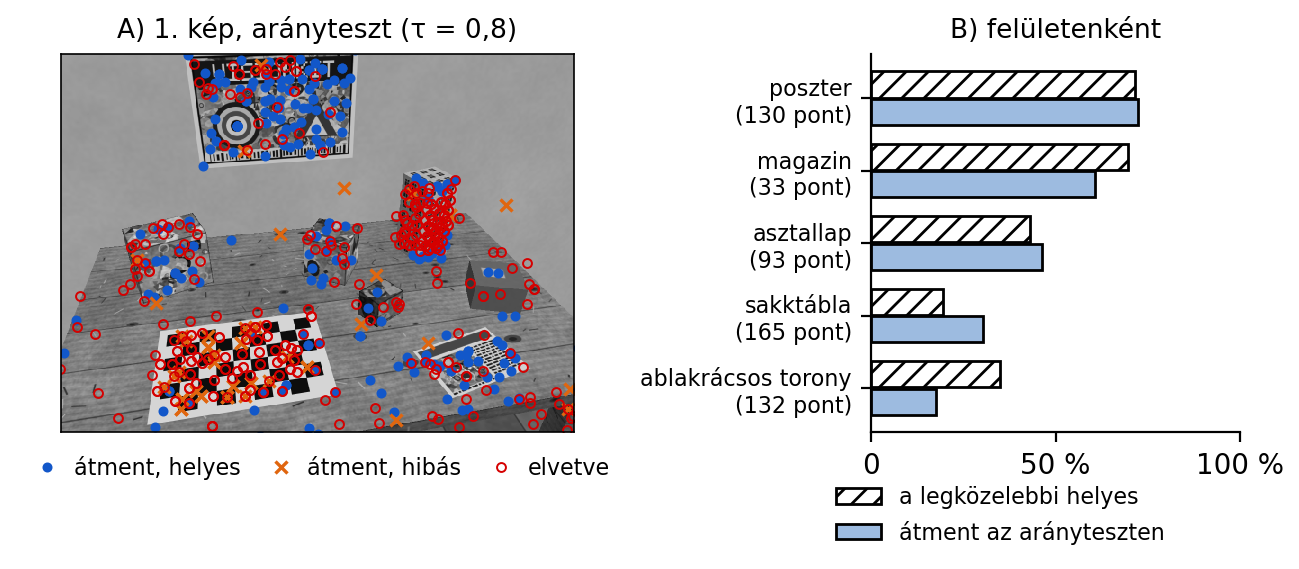 A) 1. kép, arányteszt (τ = 0,8)
átment, helyes
átment, hibás
elvetve
B) felületenként
poszter
(130 pont)
magazin
(33 pont)
asztallap
(93 pont)
sakktábla
(165 pont)
ablakrácsos torony
(132 pont)
0
50 %
100 %
a legközelebbi helyes
átment az arányteszten